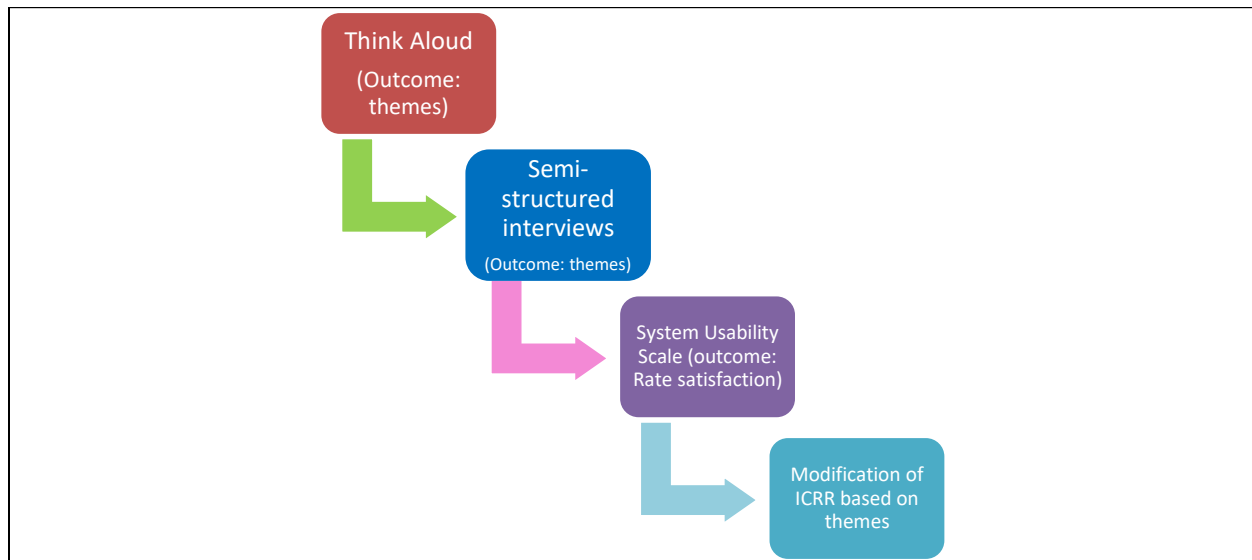 Think Aloud
(Outcome:
themes)
Semi-
structured
interviews
(Outcome: themes)
System Usability
Scale (outcome:
Rate satisfaction)
Modification of
ICRR based on
themes